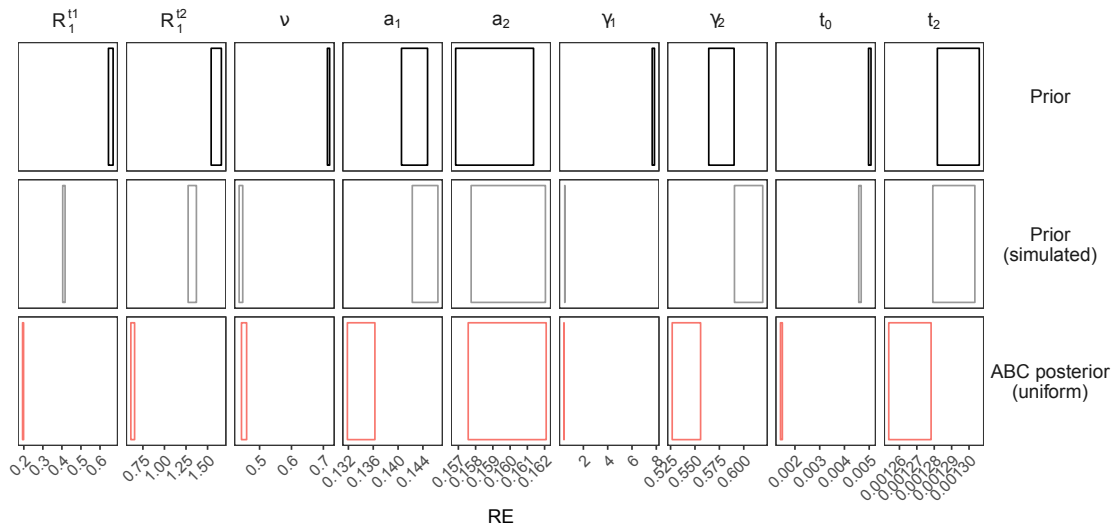 R₁ᵗ¹ R₁ᵗ² ν a₁ a₂ γ₁ γ₂ t₀ t₂
Prior
Prior
(simulated)
ABC posterior
(uniform)
0.2 0.3 0.4 0.5 0.6 0.75 1.00 1.25 1.50 0.5 0.6 0.7 0.132 0.136 0.140 0.144 0.157 0.158 0.159 0.160 0.161 0.162 2 4 6 8 0.525 0.550 0.575 0.600 0.002 0.003 0.004 0.005 0.00126 0.00127 0.00128 0.00129 0.00130
RE